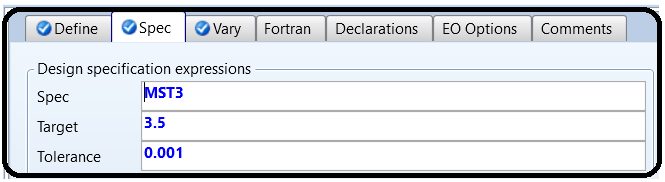 Define Spec Vary Fortran Declarations EO Options Comments
Design specification expressions
Spec MST3
Target 3.5
Tolerance 0.001